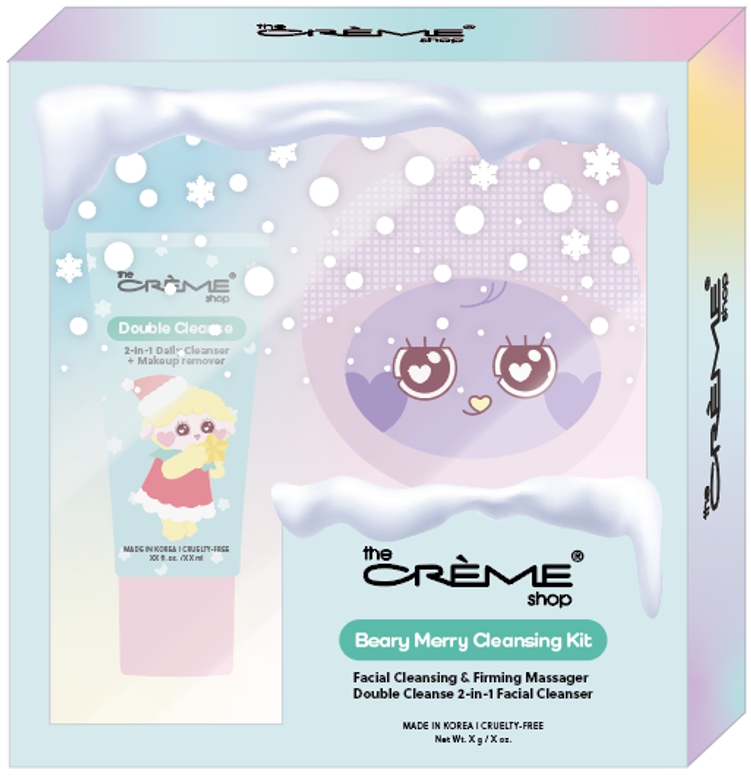 the
CRÈME®
shop
the
CRÈME®
shop
Double Cleanse
2-in-1 Daily Cleanser
+ Makeup remover
MADE IN KOREA I CRUELTY-FREE
XX fl. oz. /XX ml
the
CRÈME®
shop
the
CRÈME®
shop
Beary Merry Cleansing Kit
Facial Cleansing & Firming Massager
Double Cleanse 2-in-1 Facial Cleanser
MADE IN KOREA I CRUELTY-FREE
Net Wt. X g / X oz.